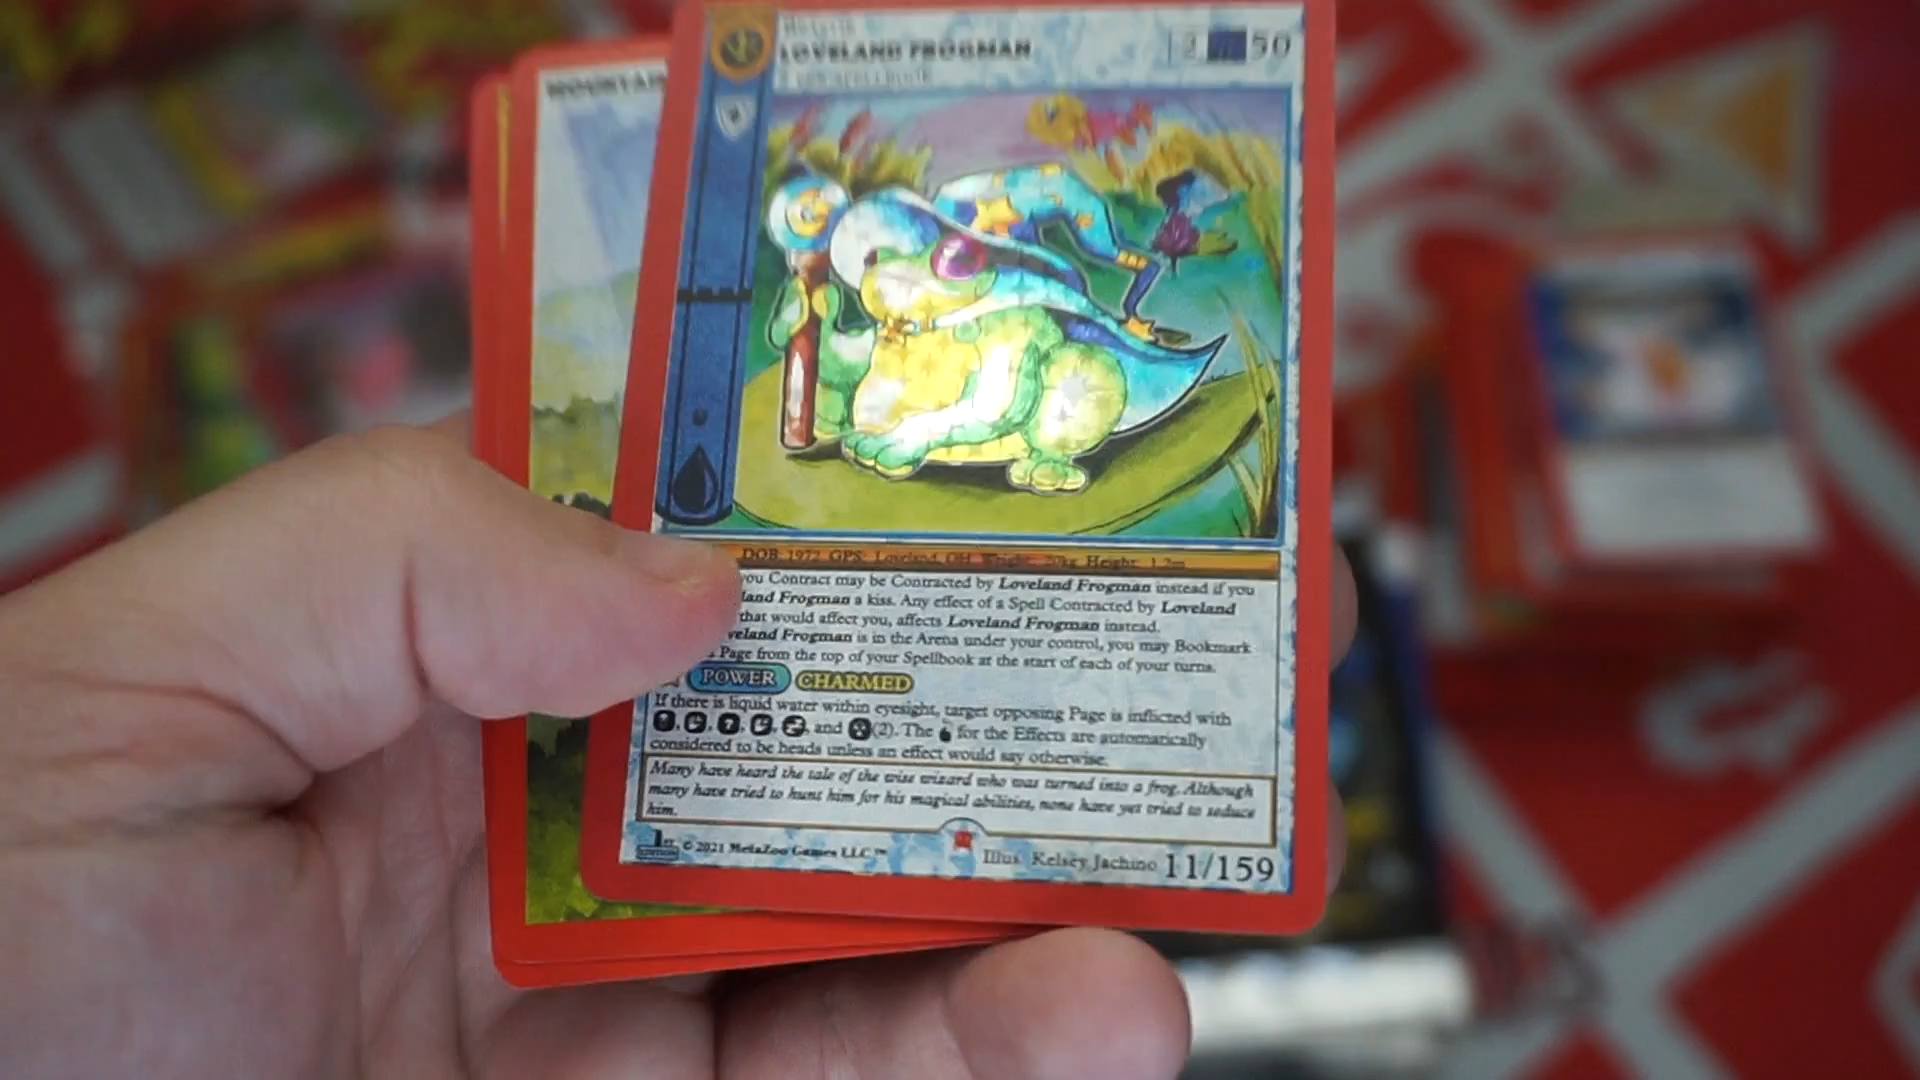 MOUNTAIN
LOVELAND FROGMAN
2 50
DOB: 1972 GPS: Loveland, OH Weight: 20kg Height: 1.2m
you Contract may be Contracted by Loveland Frogman instead if you
land Frogman a kiss. Any effect of a Spell Contracted by Loveland
that would affect you, affects Loveland Frogman instead.
veland Frogman is in the Arena under your control, you may Bookmark
Page from the top of your Spellbook at the start of each of your turns.
POWER CHARMED
If there is liquid water within eyesight, target opposing Page is inflicted with
, , , , , and (2). The for the Effects are automatically
considered to be heads unless an effect would say otherwise.
Many have heard the tale of the wise wizard who was turned into a frog. Although
many have tried to hunt him for his magical abilities, none have yet tried to seduce
him.
1ST EDITION © 2021 MetaZoo Games LLC.™ Illus. Kelsey Jachino 11/159